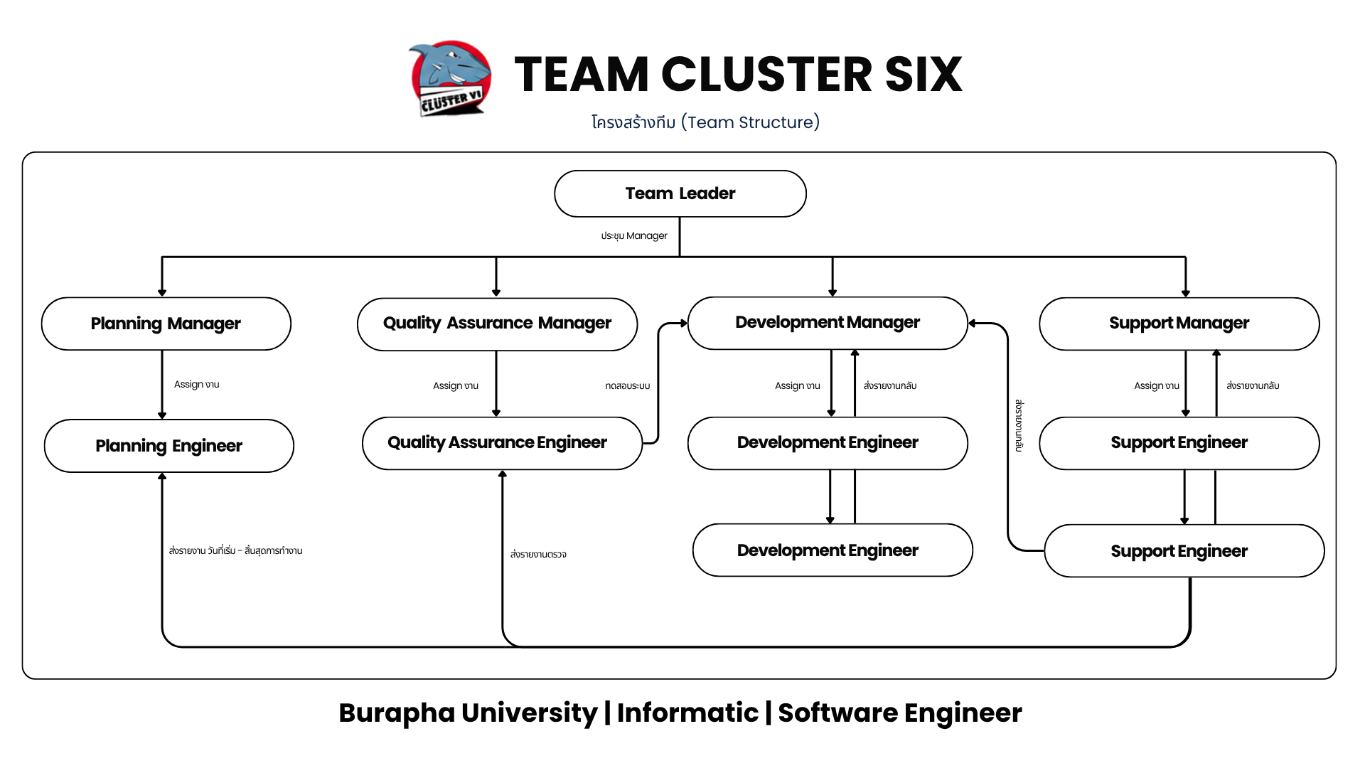 CLUSTER VI
TEAM CLUSTER SIX
โครงสร้างทีม (Team Structure)
Team Leader
ประชุม Manager
Planning Manager
Quality Assurance Manager
Development Manager
Support Manager
Assign งาน
Assign งาน
ทดสอบระบบ
Assign งาน
ส่งรายงานกลับ
ส่งรายงานกลับ
Assign งาน
ส่งรายงานกลับ
Planning Engineer
Quality Assurance Engineer
Development Engineer
Support Engineer
ส่งรายงาน วันที่เริ่ม - สิ้นสุดการทำงาน
ส่งรายงานตรวจ
Development Engineer
Support Engineer
Burapha University | Informatic | Software Engineer